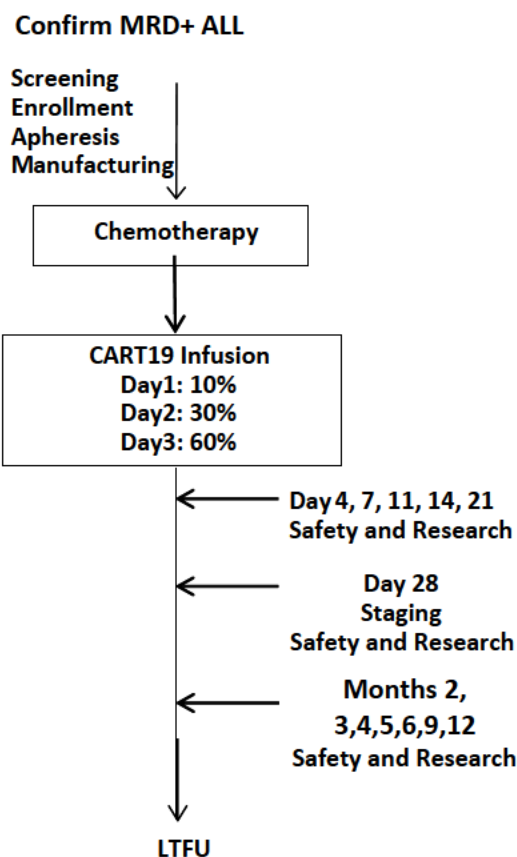 Confirm MRD+ ALL
Screening
Enrollment
Apheresis
Manufacturing
Chemotherapy
CART19 Infusion
Day1: 10%
Day2: 30%
Day3: 60%
Day 4, 7, 11, 14, 21
Safety and Research
Day 28
Staging
Safety and Research
Months 2,
3,4,5,6,9,12
Safety and Research
LTFU